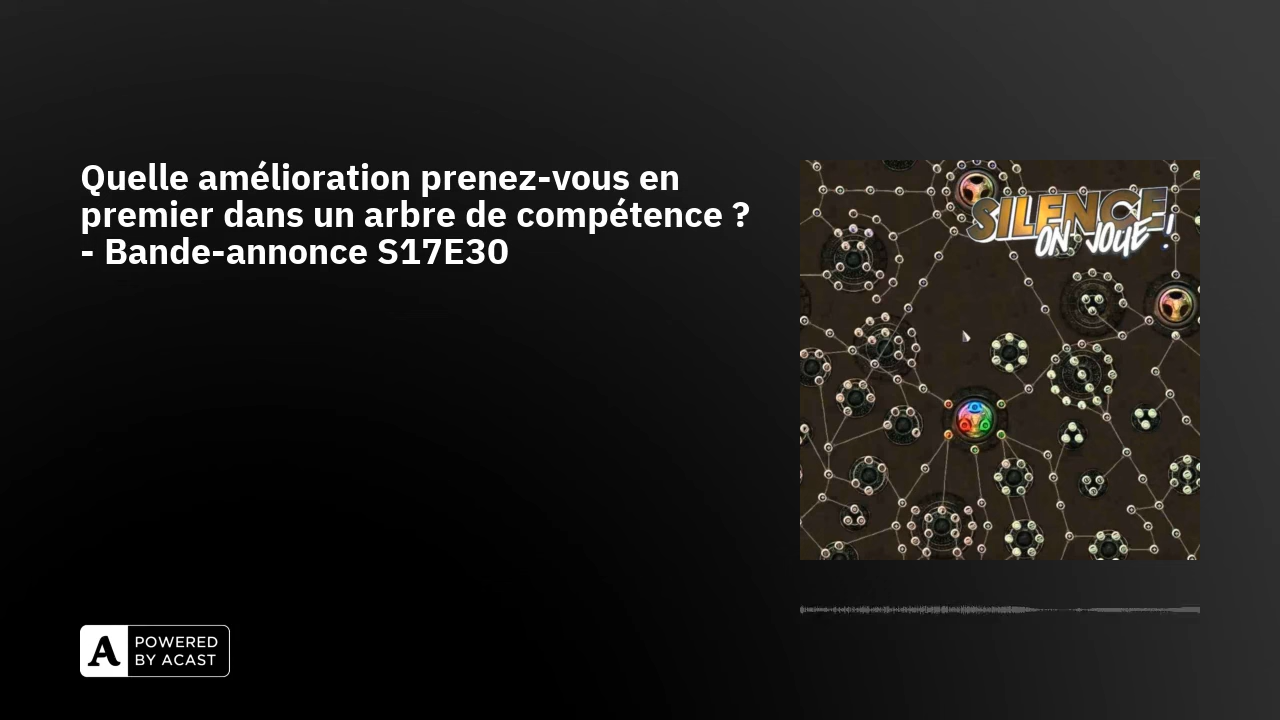 Quelle amélioration prenez-vous en
premier dans un arbre de compétence ?
- Bande-annonce S17E30
SILENCE
ON JOUE !
A POWERED
BY ACAST